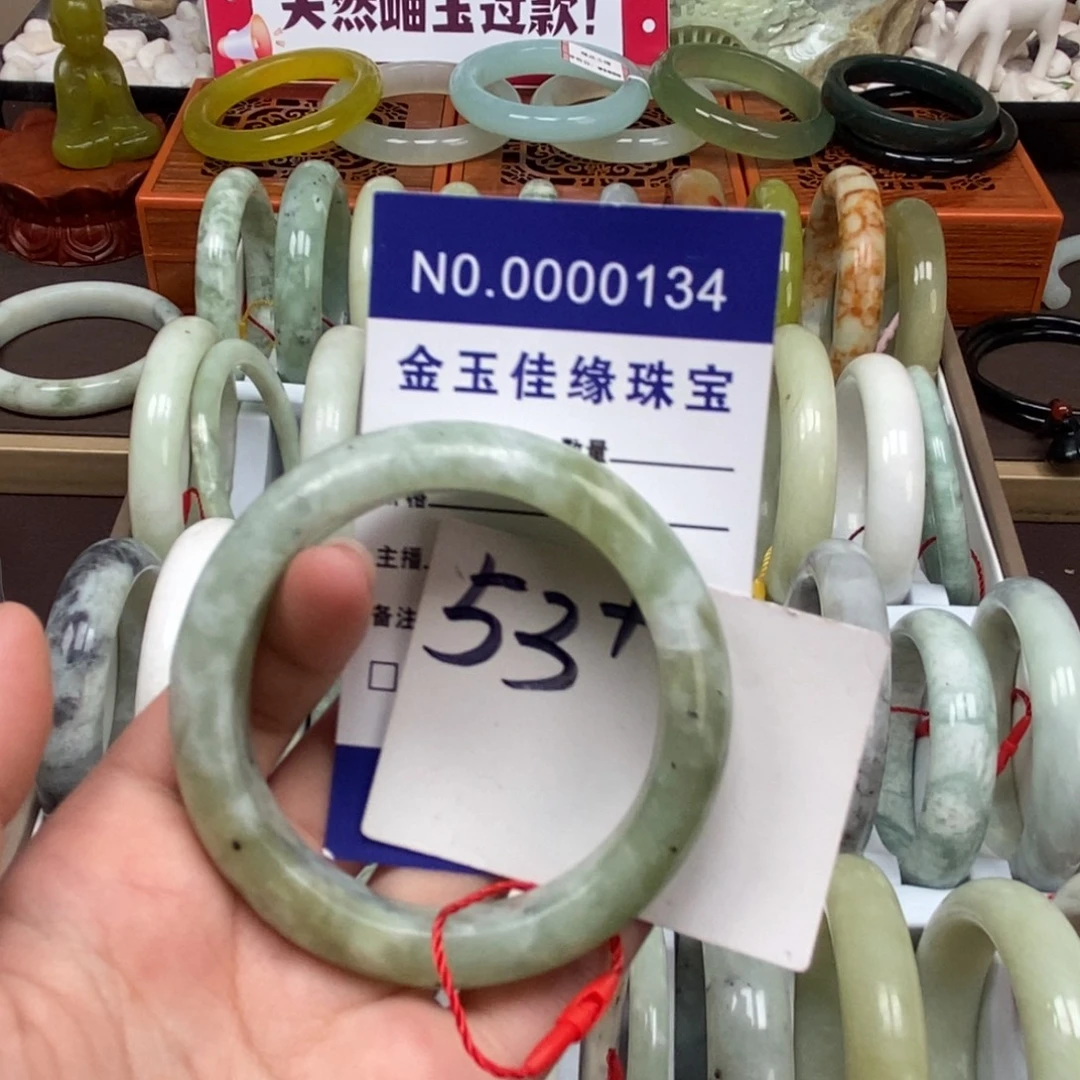 天然岫玉过款!
N0.0000134
金玉佳缘珠宝
数量
格
主播
备注
53+